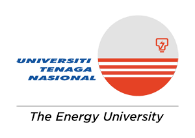 UNIVERSITI
TENAGA
NASIONAL
The Energy University